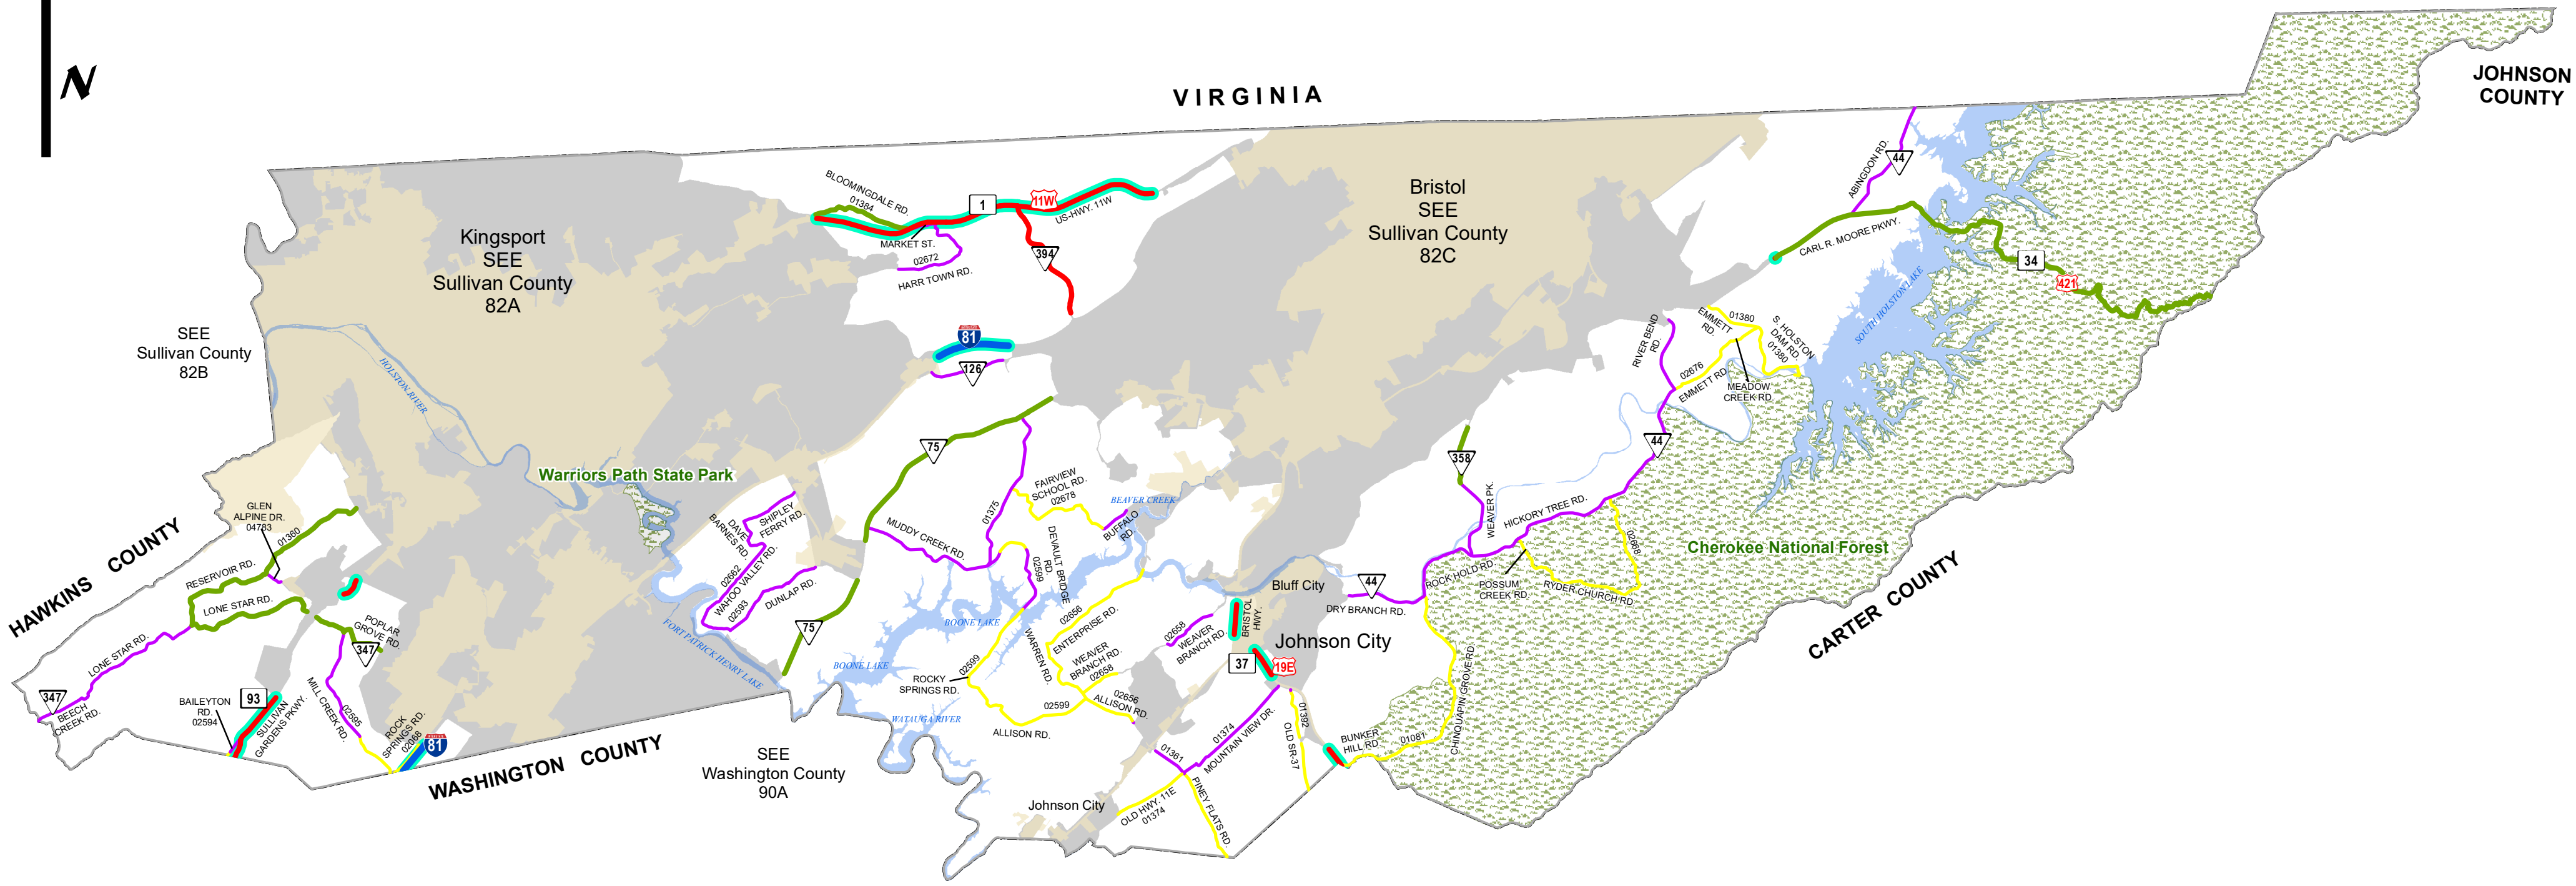 N
VIRGINIA
JOHNSON
COUNTY
BLOOMINGDALE RD.
01384
1
11W
US-HWY. 11W
MARKET ST.
02672
HARR TOWN RD.
394
Kingsport
SEE
Sullivan County
82A
Bristol
SEE
Sullivan County
82C
ABINGDON RD.
44
CARL R. MOORE PKWY.
34
421
SOUTH HOLSTON LAKE
SEE
Sullivan County
82B
HOLSTON RIVER
81
126
RIVER BEND
RD.
EMMETT
RD.
01380
S. HOLSTON
DAM RD.
01380
02676
EMMETT RD.
MEADOW
CREEK RD.
75
44
358
Warriors Path State Park
FAIRVIEW
SCHOOL RD.
02678
BEAVER CREEK
BUFFALO
RD.
WEAVER PK.
HICKORY TREE RD.
02668
Cherokee National Forest
GLEN
ALPINE DR.
04783
01360
RESERVOIR RD.
LONE STAR RD.
SHIPLEY
FERRY RD.
DAVE
BARNES RD.
02662
WAHOO VALLEY RD.
02593
DUNLAP RD.
MUDDY CREEK RD.
01375
DEVAULT BRIDGE
RD.
02599
HAWKINS COUNTY
POPLAR
GROVE RD.
347
LONE STAR RD.
347
BEECH
CREEK RD.
75
FORT PATRICK HENRY LAKE
BOONE LAKE
BOONE LAKE
02656
ENTERPRISE RD.
WARREN RD.
WEAVER
BRANCH RD.
02658
02658
WEAVER
BRANCH RD.
Bluff City
BRISTOL
HWY.
Johnson City
37
19E
44
DRY BRANCH RD.
ROCK HOLD RD.
POSSUM
CREEK RD.
RYDER CHURCH RD.
CARTER COUNTY
BAILEYTON
RD.
02594
93
SULLIVAN
GARDENS PKWY.
MILL CREEK RD.
02595
ROCK
SPRINGS RD.
02068
81
WASHINGTON COUNTY
SEE
Washington County
90A
WATAUGA RIVER
02599
ROCKY
SPRINGS RD.
02599
ALLISON RD.
02656
ALLISON RD.
01361
01374
MOUNTAIN VIEW DR.
01392
OLD SR-37
BUNKER
HILL RD.
01081
CHINQUAPIN GROVE RD.
Johnson City
OLD HWY. 11E
01374
PINEY FLATS RD.